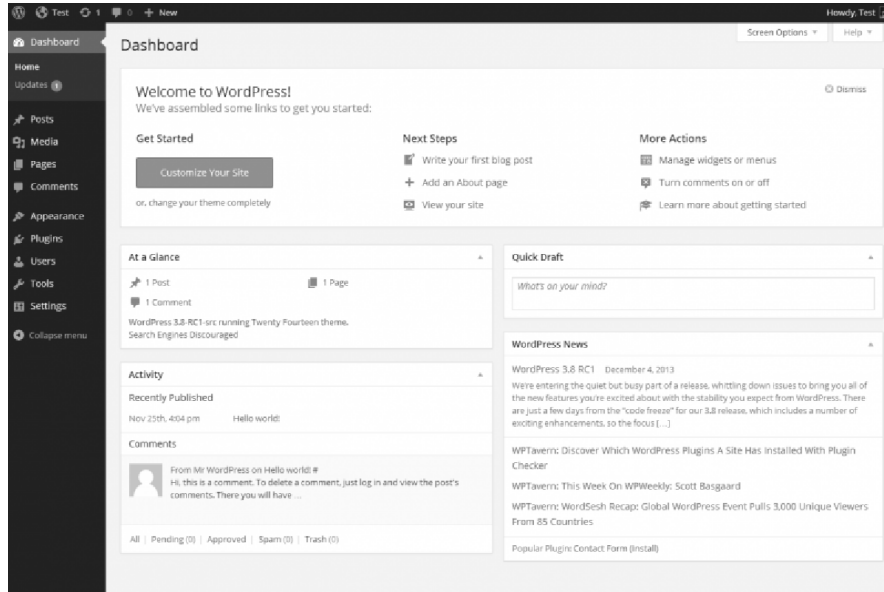 Test 1 0 + New
Howdy, Test
Dashboard
Home
Updates 1
Posts
Media
Pages
Comments
Appearance
Plugins
Users
Tools
Settings
Collapse menu
Dashboard
Screen Options
Help
Welcome to WordPress!
We've assembled some links to get you started:
Dismiss
Get Started
Customize Your Site
or, change your theme completely
Next Steps
Write your first blog post
Add an About page
View your site
More Actions
Manage widgets or menus
Turn comments on or off
Learn more about getting started
At a Glance
1 Post
1 Page
1 Comment
WordPress 3.8-RC1-src running Twenty Fourteen theme.
Search Engines Discouraged
Activity
Recently Published
Nov 25th, 4:04 pm Hello world!
Comments
From Mr WordPress on Hello world! #
Hi, this is a comment. To delete a comment, just log in and view the post's
comments. There you will have ...
All | Pending (0) | Approved | Spam (0) | Trash (0)
Quick Draft
What's on your mind?
WordPress News
WordPress 3.8 RC1 December 4, 2013
We're entering the quiet but busy part of a release, whittling down issues to bring you all of
the new features you're excited about with the stability you expect from WordPress. There
are just a few days from the "code freeze" for our 3.8 release, which includes a number of
exciting enhancements, so the focus [...]
WPTavern: Discover Which WordPress Plugins A Site Has Installed With Plugin
Checker
WPTavern: This Week On WPWeekly: Scott Basgaard
WPTavern: WordSesh Recap: Global WordPress Event Pulls 3,000 Unique Viewers
From 85 Countries
Popular Plugin: Contact Form (Install)